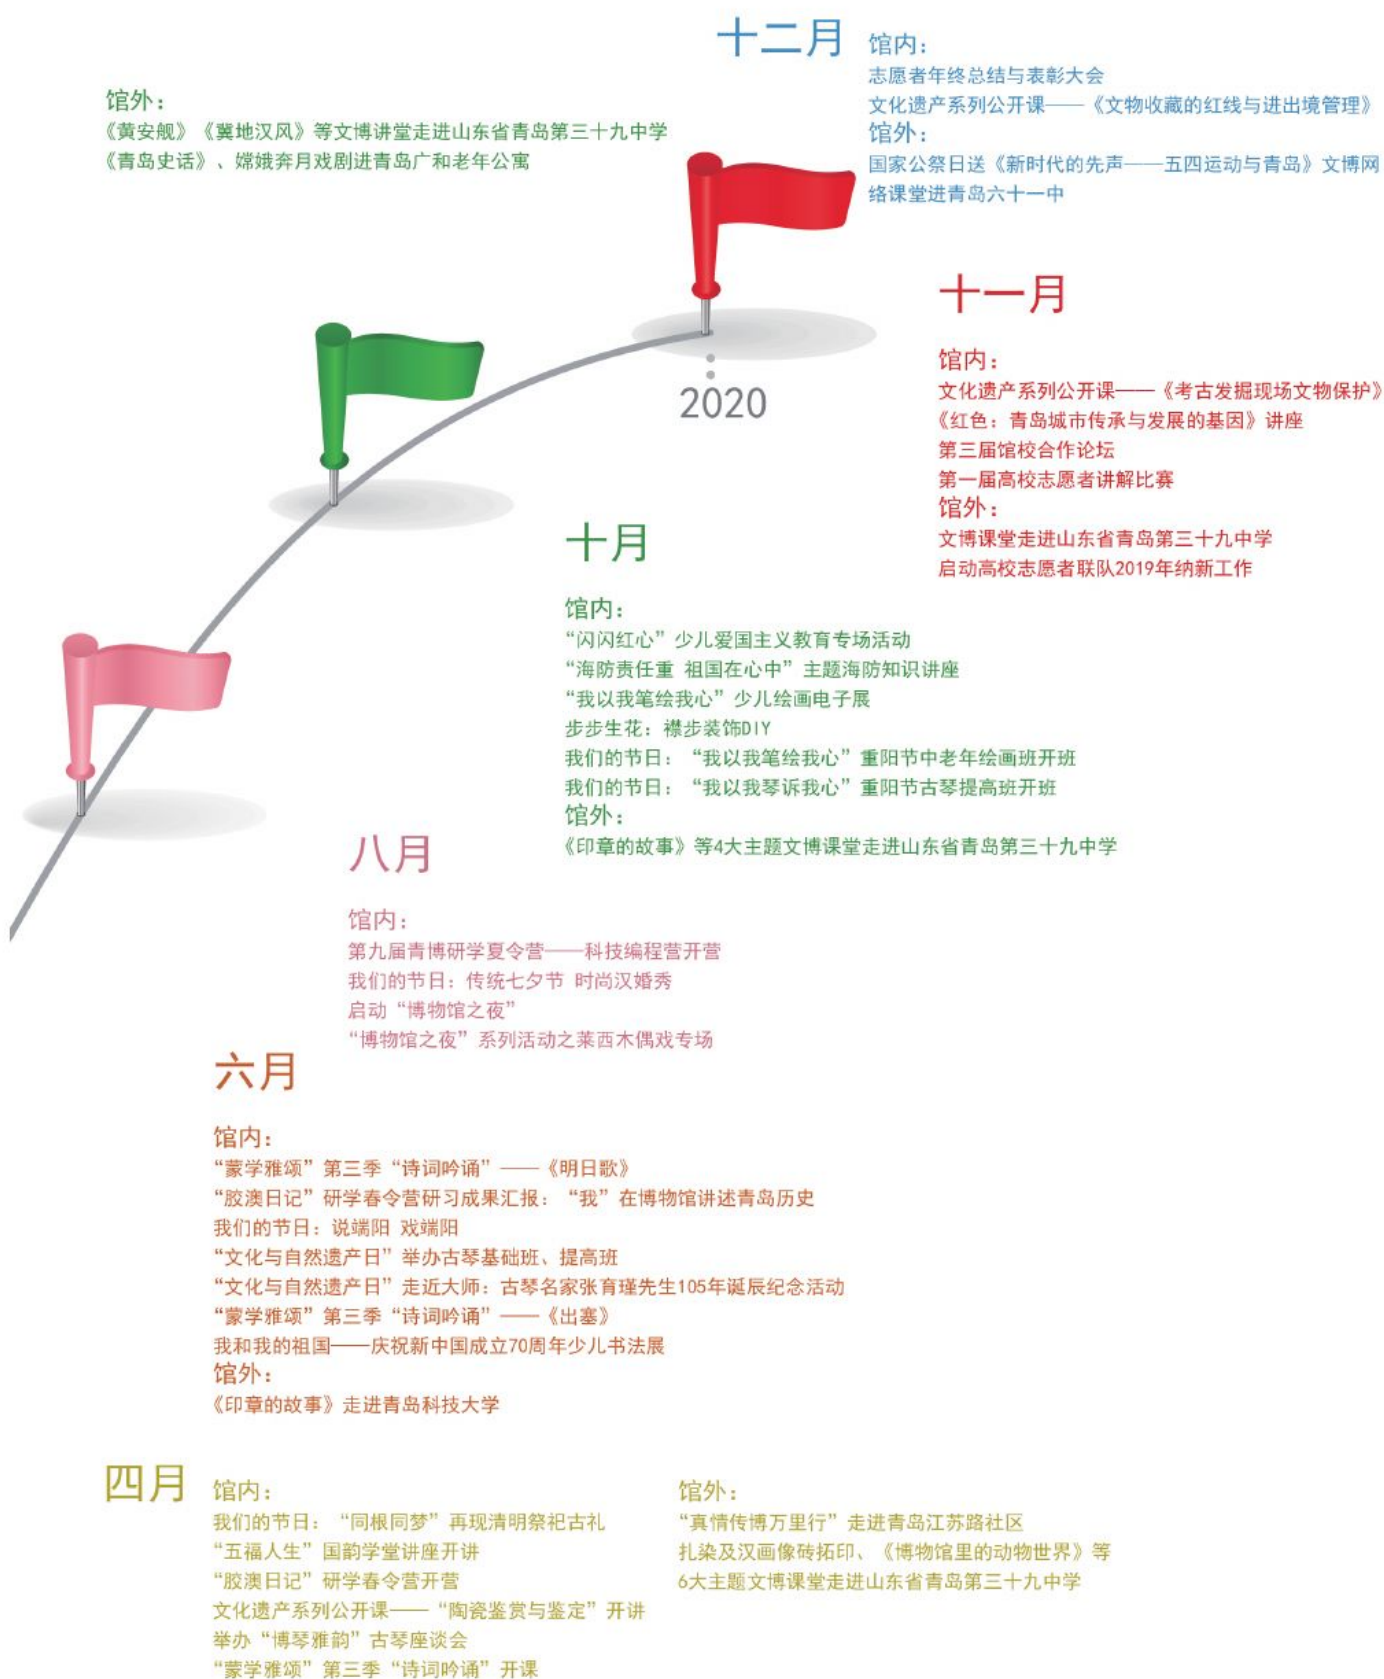 十二月
馆内：
志愿者年终总结与表彰大会
文化遗产系列公开课——《文物收藏的红线与进出境管理》
馆外：
国家公祭日送《新时代的先声——五四运动与青岛》文博网
络课堂进青岛六十一中
馆外：
《黄安舰》《冀地汉风》等文博讲堂走进山东省青岛第三十九中学
《青岛史话》、嫦娥奔月戏剧进青岛广和老年公寓
2020
十一月
馆内：
文化遗产系列公开课——《考古发掘现场文物保护》
《红色：青岛城市传承与发展的基因》讲座
第三届馆校合作论坛
第一届高校志愿者讲解比赛
馆外：
文博课堂走进山东省青岛第三十九中学
启动高校志愿者联队2019年纳新工作
十月
馆内：
“闪闪红心”少儿爱国主义教育专场活动
“海防责任重 祖国在心中”主题海防知识讲座
“我以我笔绘我心”少儿绘画电子展
步步生花：襟步装饰DIY
我们的节日：“我以我笔绘我心”重阳节中老年绘画班开班
我们的节日：“我以我琴诉我心”重阳节古琴提高班开班
馆外：
《印章的故事》等4大主题文博课堂走进山东省青岛第三十九中学
八月
馆内：
第九届青博研学夏令营——科技编程营开营
我们的节日：传统七夕节 时尚汉婚秀
启动“博物馆之夜”
“博物馆之夜”系列活动之莱西木偶戏专场
六月
馆内：
“蒙学雅颂”第三季“诗词吟诵”——《明日歌》
“胶澳日记”研学春令营研习成果汇报：“我”在博物馆讲述青岛历史
我们的节日：说端阳 戏端阳
“文化与自然遗产日”举办古琴基础班、提高班
“文化与自然遗产日”走近大师：古琴名家张育瑾先生105年诞辰纪念活动
“蒙学雅颂”第三季“诗词吟诵”——《出塞》
我和我的祖国——庆祝新中国成立70周年少儿书法展
馆外：
《印章的故事》走进青岛科技大学
四月
馆内：
我们的节日：“同根同梦”再现清明祭祀古礼
“五福人生”国韵学堂讲座开讲
“胶澳日记”研学春令营开营
文化遗产系列公开课——“陶瓷鉴赏与鉴定”开讲
举办“博琴雅韵”古琴座谈会
“蒙学雅颂”第三季“诗词吟诵”开课
馆外：
“真情传博万里行”走进青岛江苏路社区
扎染及汉画像砖拓印、《博物馆里的动物世界》等
6大主题文博课堂走进山东省青岛第三十九中学